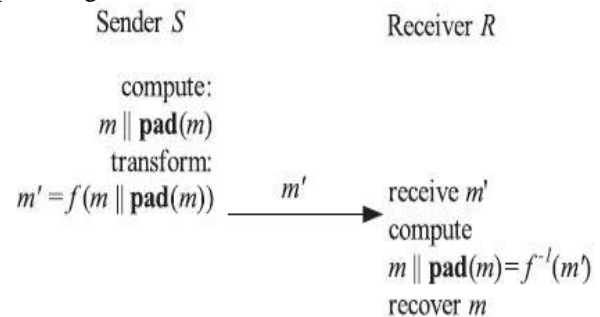 Sender S
Receiver R
compute:
m || pad(m)
transform:
m' = f (m || pad(m))
m'
receive m'
compute
m || pad(m)=f⁻¹(m')
recover m